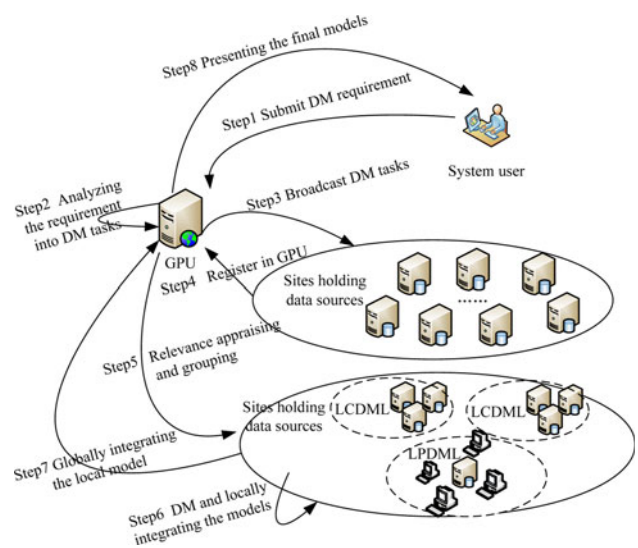 Step8 Presenting the final models
Step1 Submit DM requirement
System user
Step2 Analyzing
the requirement
into DM tasks
Step3 Broadcast DM tasks
GPU
Step4 Register in GPU
Sites holding
data sources
......
Step5 Relevance appraising
and grouping
Sites holding
data sources
LCDML
LCDML
LPDML
Step7 Globally integrating
the local model
Step6 DM and locally
integrating the models